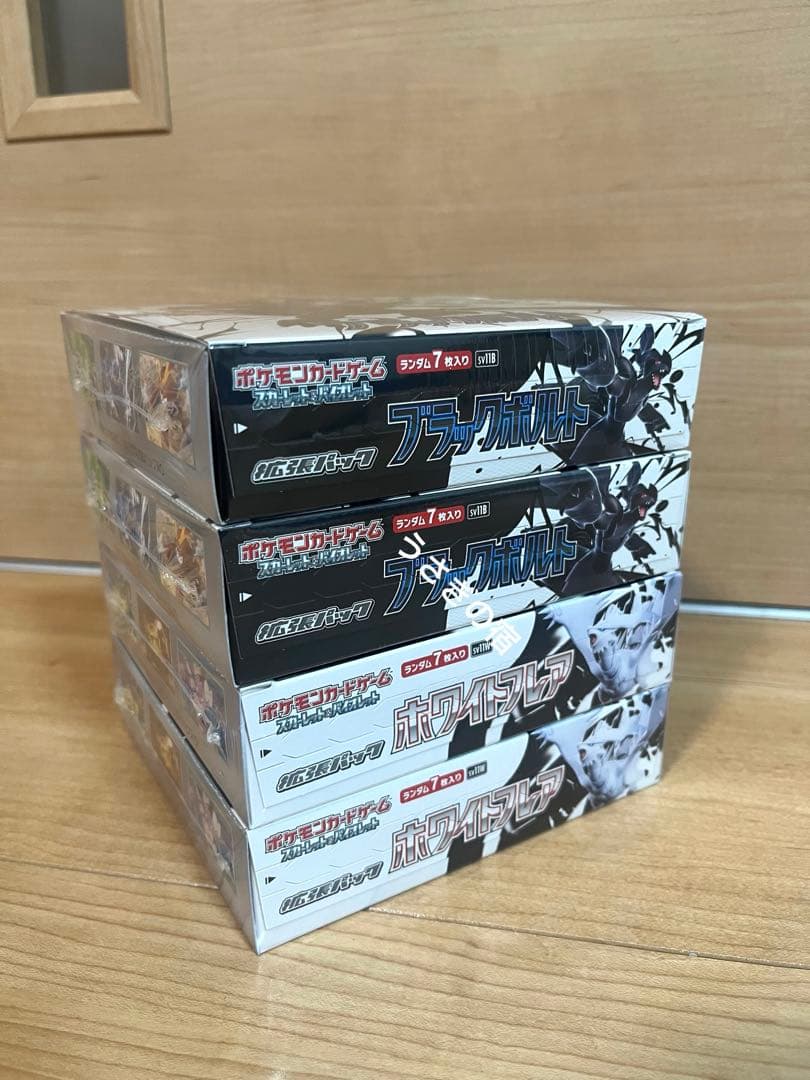 ポケモンカードゲーム
スカーレット&バイオレット
ランダム7枚入り
SV11B
ブラックボルト
拡張パック
ポケモンカードゲーム
スカーレット&バイオレット
ランダム7枚入り
SV11B
ブラックボルト
拡張パック
うさぎの宿
ポケモンカードゲーム
スカーレット&バイオレット
ランダム7枚入り
SV11W
ホワイトフレア
拡張パック
ポケモンカードゲーム
スカーレット&バイオレット
ランダム7枚入り
SV11W
ホワイトフレア
拡張パック